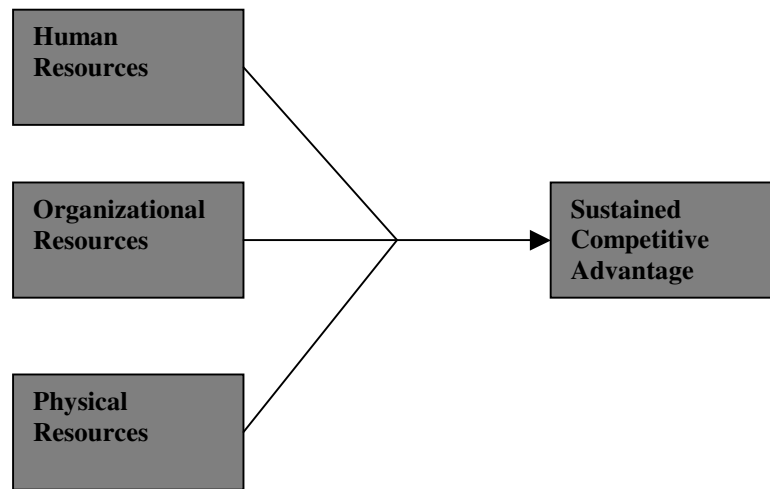 Human
Resources
Organizational
Resources
Sustained
Competitive
Advantage
Physical
Resources